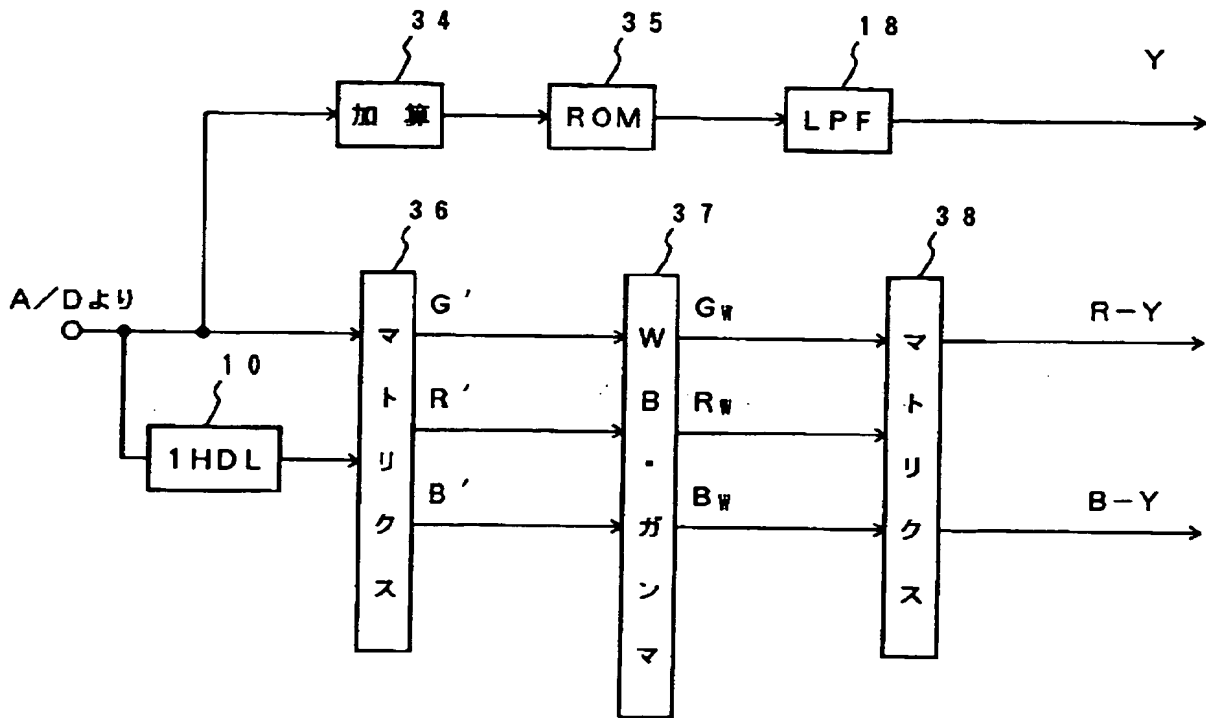 34
35
18
Y
加算
ROM
LPF
36
37
38
A/Dより
G'
GW
R-Y
10
R'
RW
1HDL
B'
BW
B-Y
マトリクス
WB・ガンマ
マトリクス